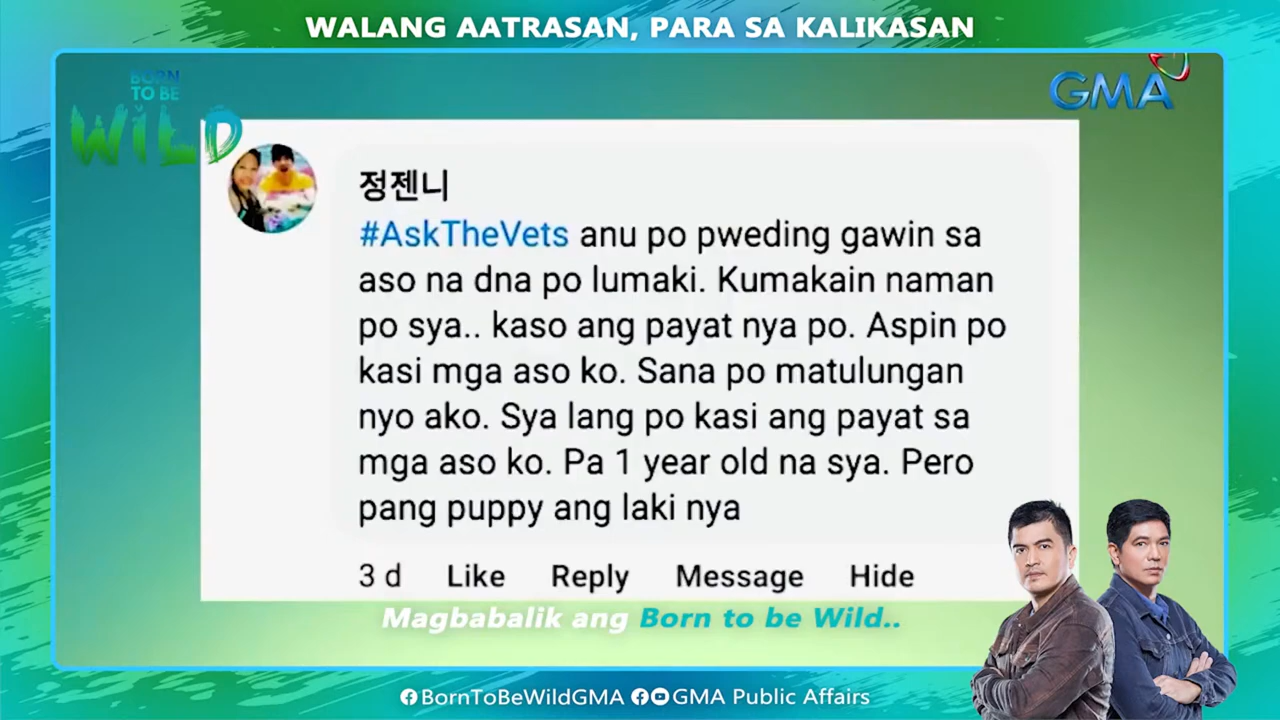 WALANG AATRASAN, PARA SA KALIKASAN
BORN
TO BE
WILD
GMA
정젠니
#AskTheVets anu po pweding gawin sa
aso na dna po lumaki. Kumakain naman
po sya.. kaso ang payat nya po. Aspin po
kasi mga aso ko. Sana po matulungan
nyo ako. Sya lang po kasi ang payat sa
mga aso ko. Pa 1 year old na sya. Pero
pang puppy ang laki nya
3 d Like Reply Message Hide
Magbabalik ang Born to be Wild..
BornToBeWildGMA GMA Public Affairs